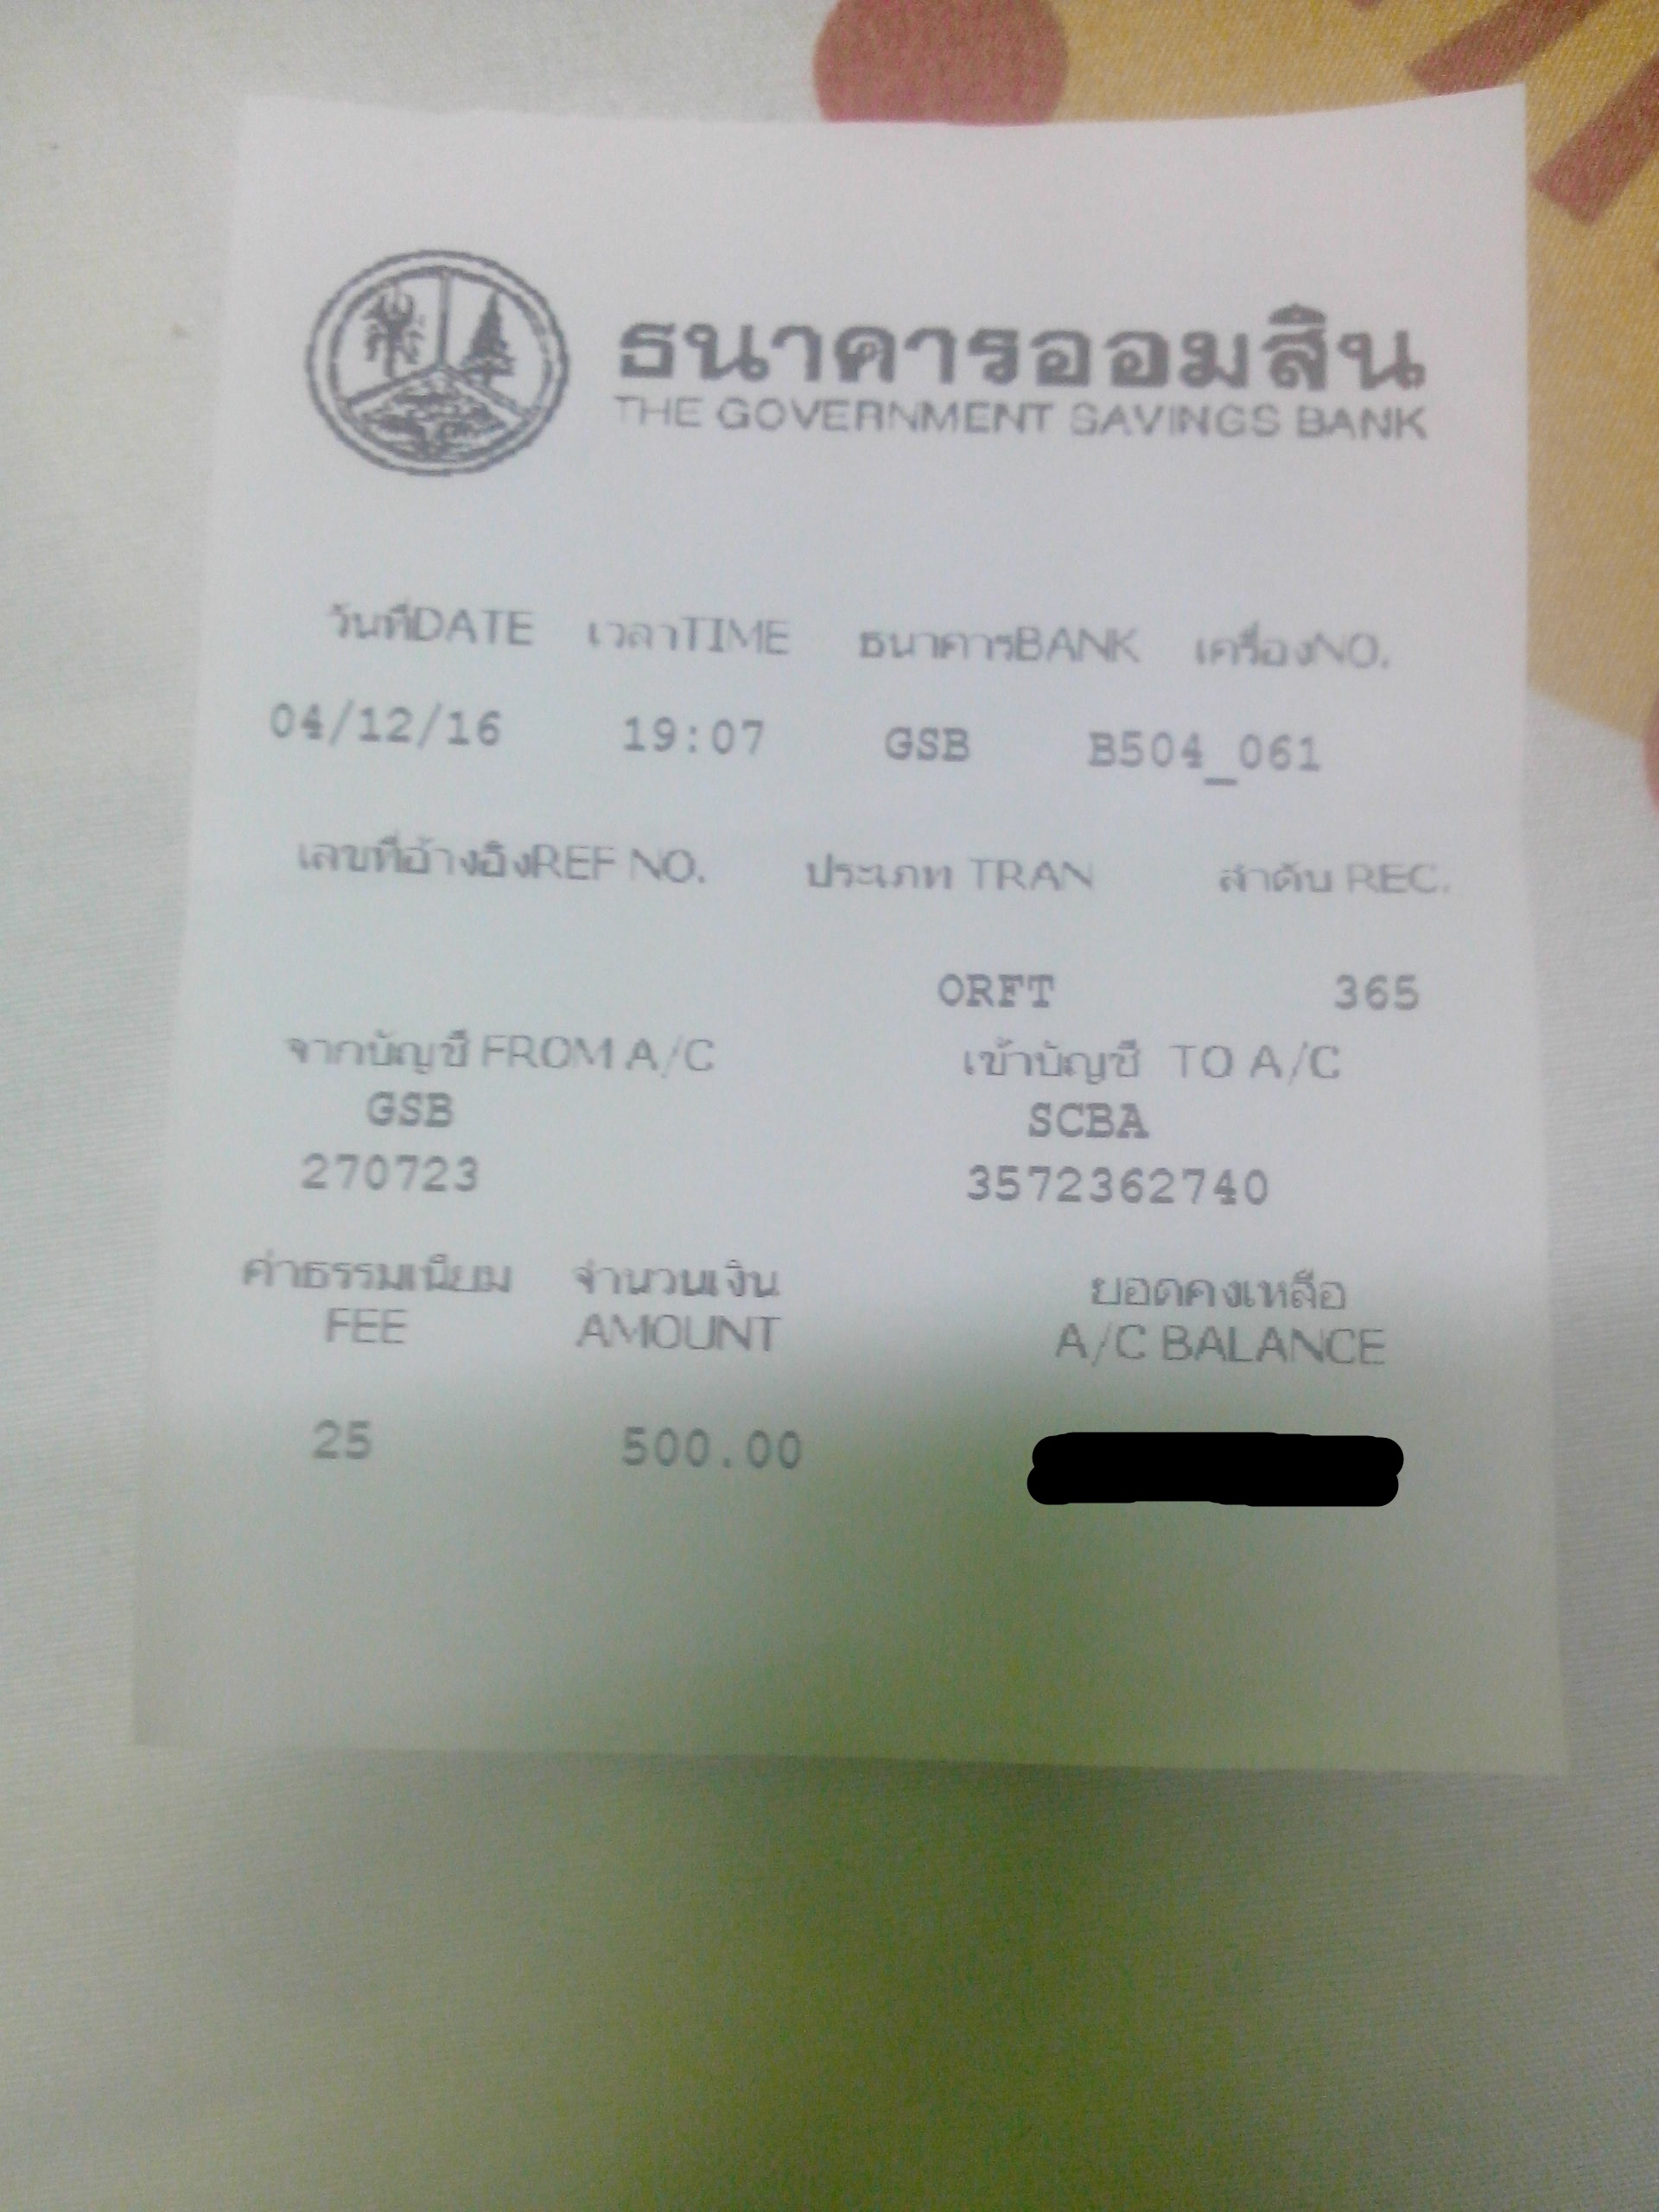 ธนาคารออมสิน
THE GOVERNMENT SAVINGS BANK
วันที่DATE เวลาTIME ธนาคารBANK เครื่องNO.
04/12/16 19:07 GSB B504_061
เลขที่อ้างอิงREF NO. ประเภท TRAN ลำดับ REC.
ORFT 365
จากบัญชี FROM A/C เข้าบัญชี TO A/C
GSB SCBA
270723 3572362740
ค่าธรรมเนียม จำนวนเงิน ยอดคงเหลือ
FEE AMOUNT A/C BALANCE
25 500.00